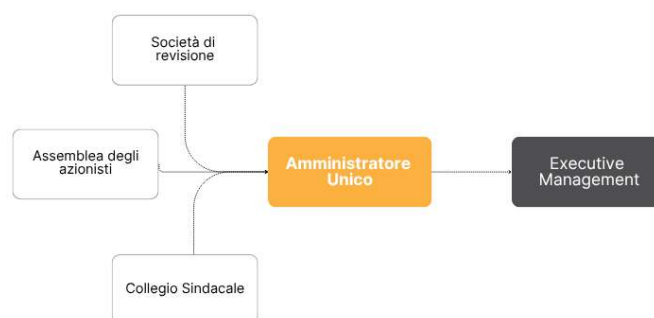 Società di
revisione
Assemblea degli
azionisti
Amministratore
Unico
Executive
Management
Collegio Sindacale